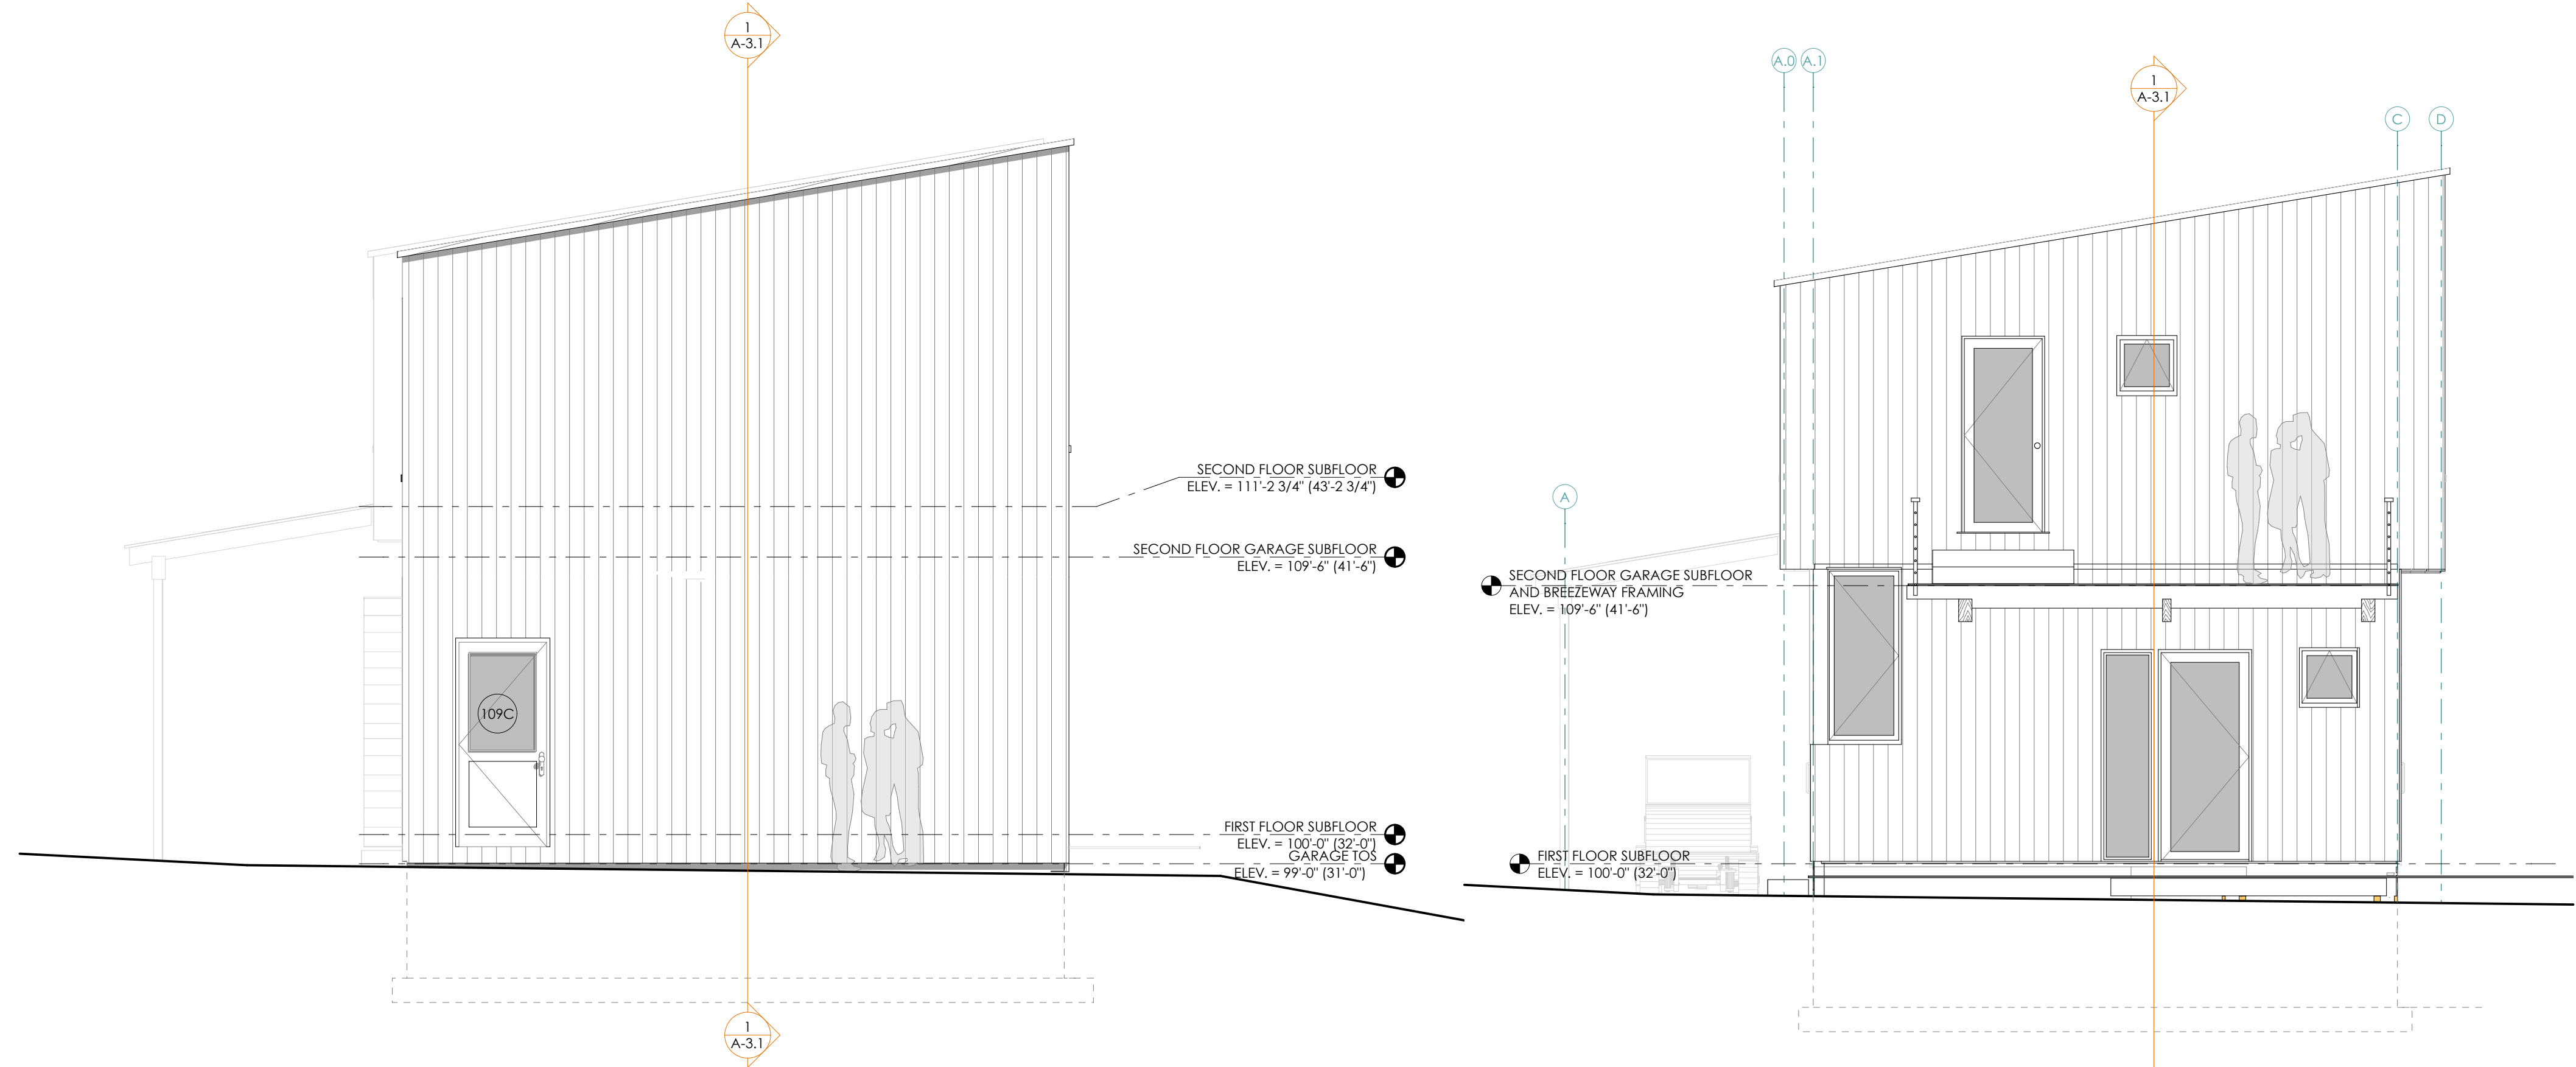 1
A-3.1
SECOND FLOOR SUBFLOOR
ELEV. = 111'-2 3/4" (43'-2 3/4")
SECOND FLOOR GARAGE SUBFLOOR
ELEV. = 109'-6" (41'-6")
109C
FIRST FLOOR SUBFLOOR
ELEV. = 100'-0" (32'-0")
GARAGE TOS
ELEV. = 99'-0" (31'-0")
1
A-3.1
A.0
A.1
1
A-3.1
C
D
A
SECOND FLOOR GARAGE SUBFLOOR
AND BREEZEWAY FRAMING
ELEV. = 109'-6" (41'-6")
FIRST FLOOR SUBFLOOR
ELEV. = 100'-0" (32'-0")